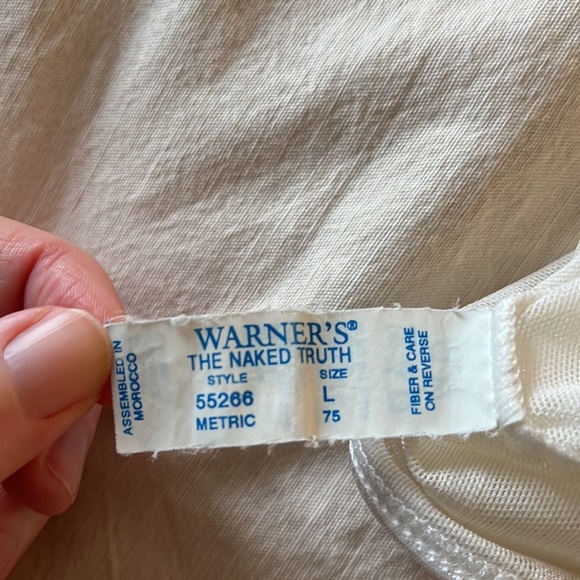 ASSEMBLED IN
MOROCCO
WARNER'S®
THE NAKED TRUTH
STYLE SIZE
55266 L
METRIC 75
FIBER & CARE
ON REVERSE